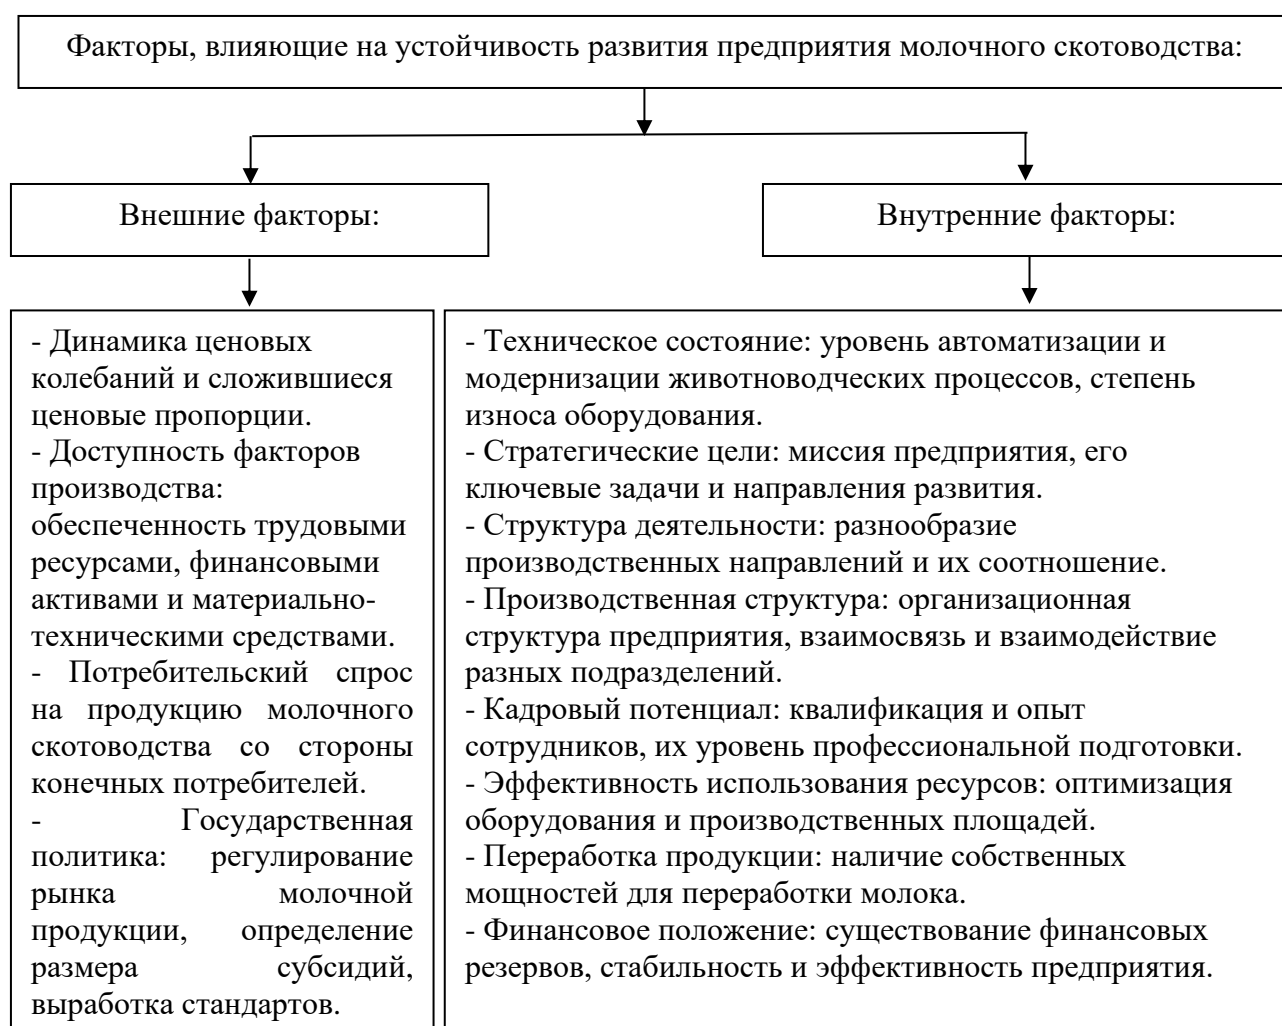 Факторы, влияющие на устойчивость развития предприятия молочного скотоводства:
Внешние факторы:
Внутренние факторы:
- Динамика ценовых
колебаний и сложившиеся
ценовые пропорции.
- Доступность факторов
производства:
обеспеченность трудовыми
ресурсами, финансовыми
активами и материально-
техническими средствами.
- Потребительский спрос
на продукцию молочного
скотоводства со стороны
конечных потребителей.
- Государственная
политика: регулирование
рынка молочной
продукции, определение
размера субсидий,
выработка стандартов.
- Техническое состояние: уровень автоматизации и
модернизации животноводческих процессов, степень
износа оборудования.
- Стратегические цели: миссия предприятия, его
ключевые задачи и направления развития.
- Структура деятельности: разнообразие
производственных направлений и их соотношение.
- Производственная структура: организационная
структура предприятия, взаимосвязь и взаимодействие
разных подразделений.
- Кадровый потенциал: квалификация и опыт
сотрудников, их уровень профессиональной подготовки.
- Эффективность использования ресурсов: оптимизация
оборудования и производственных площадей.
- Переработка продукции: наличие собственных
мощностей для переработки молока.
- Финансовое положение: существование финансовых
резервов, стабильность и эффективность предприятия.